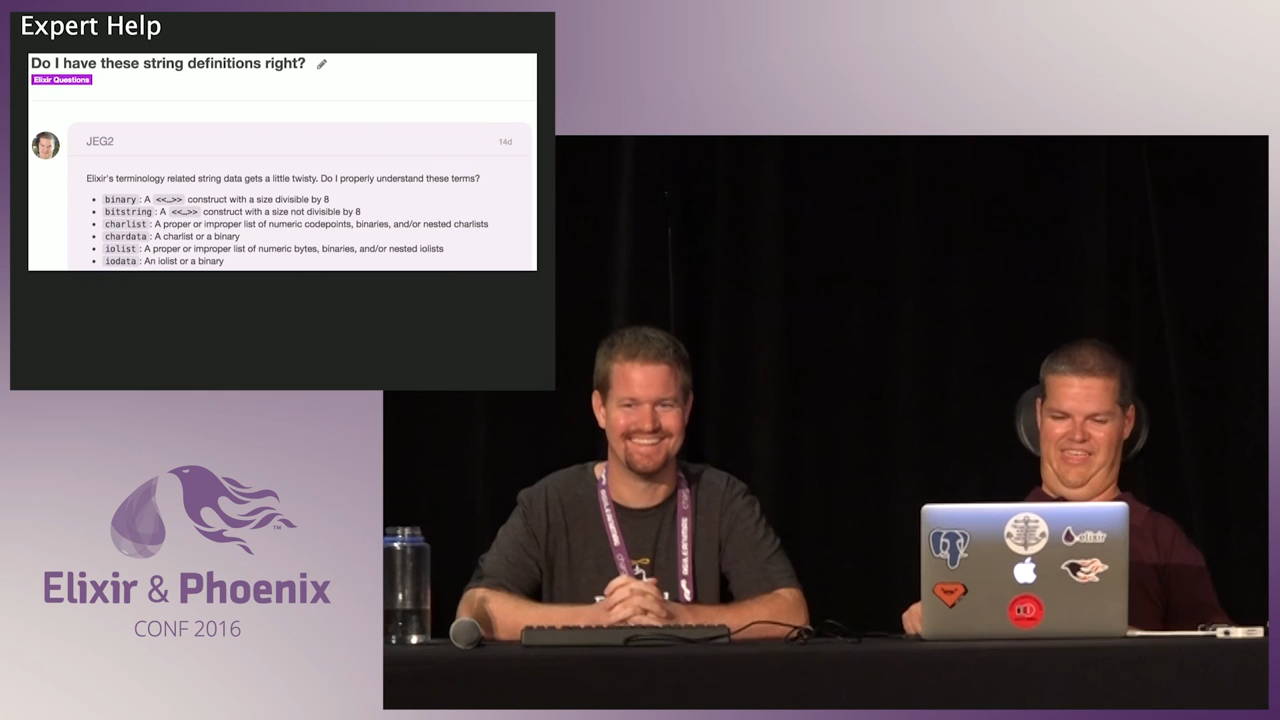 Expert Help
Do I have these string definitions right?
Elixir Questions
JEG2
14d
Elixir's terminology related string data gets a little twisty. Do I properly understand these terms?
binary : A <<…>> construct with a size divisible by 8
bitstring : A <<…>> construct with a size not divisible by 8
charlist : A proper or improper list of numeric codepoints, binaries, and/or nested charlists
chardata : A charlist or a binary
iolist : A proper or improper list of numeric bytes, binaries, and/or nested iolists
iodata : An iolist or a binary
TM
Elixir & Phoenix
CONF 2016
elixir